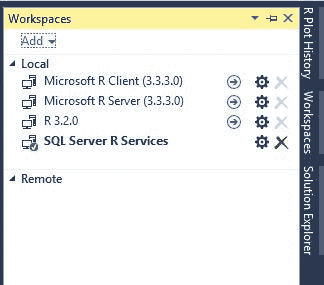 Workspaces
Add
Local
Microsoft R Client (3.3.3.0)
Microsoft R Server (3.3.3.0)
R 3.2.0
SQL Server R Services
Remote
R Plot History
Workspaces
Solution Explorer